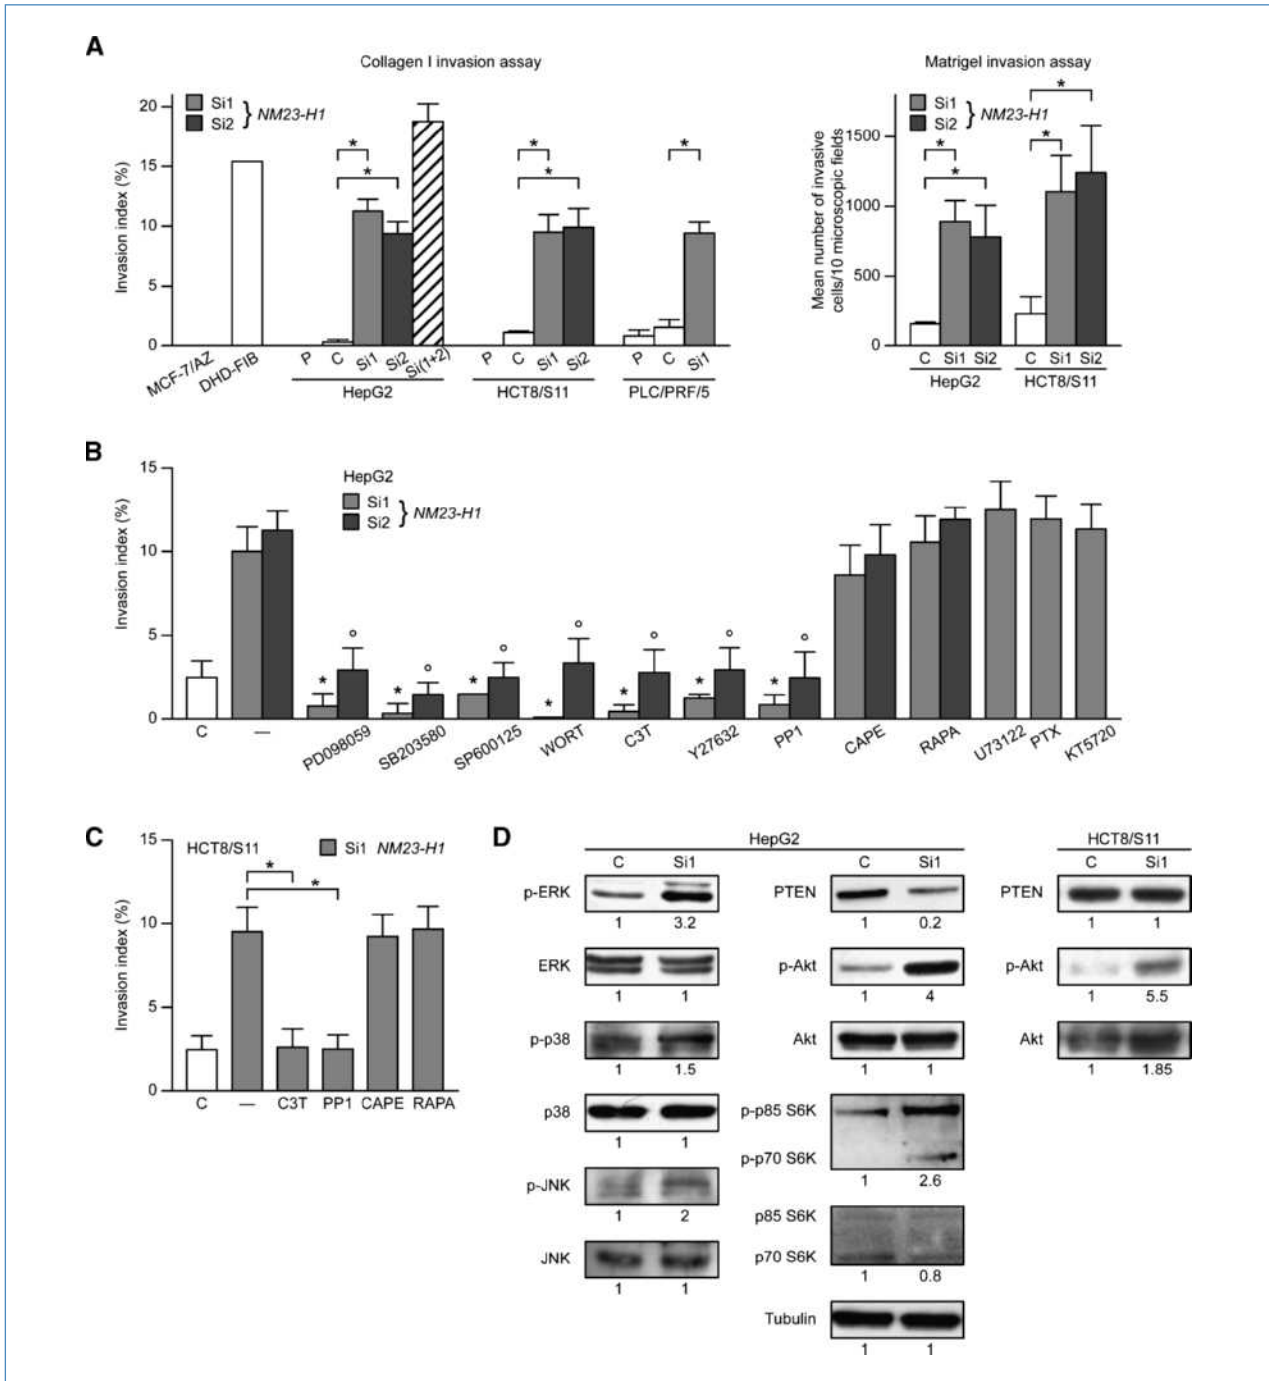 A
Collagen I invasion assay
Si1
Si2
} NM23-H1
Invasion index (%)
20
15
10
5
0
* * * * *
MCF-7/AZ DHD-FIB P C Si1 Si2 Si(1+2) P C Si1 Si2 P C Si1
HepG2 HCT8/S11 PLC/PRF/5
Matrigel invasion assay
Si1
Si2
} NM23-H1
Mean number of invasive
cells/10 microscopic fields
1500
1000
500
0
* * * *
C Si1 Si2 C Si1 Si2
HepG2 HCT8/S11
B
HepG2
Si1
Si2
} NM23-H1
Invasion index (%)
15
10
5
0
* ° * ° * ° * ° * ° * ° * °
C — PD098059 SB203580 SP600125 WORT C3T Y27632 PP1 CAPE RAPA U73122 PTX KT5720
C
HCT8/S11
Si1 NM23-H1
Invasion index (%)
15
10
5
0
* *
C — C3T PP1 CAPE RAPA
D
HepG2
C Si1
p-ERK
1 3.2
ERK
1 1
p-p38
1 1.5
p38
1 1
p-JNK
1 2
JNK
1 1
C Si1
PTEN
1 0.2
p-Akt
1 4
Akt
1 1
p-p85 S6K
p-p70 S6K
1 2.6
p85 S6K
p70 S6K
1 0.8
Tubulin
1 1
HCT8/S11
C Si1
PTEN
1 1
p-Akt
1 5.5
Akt
1 1.85